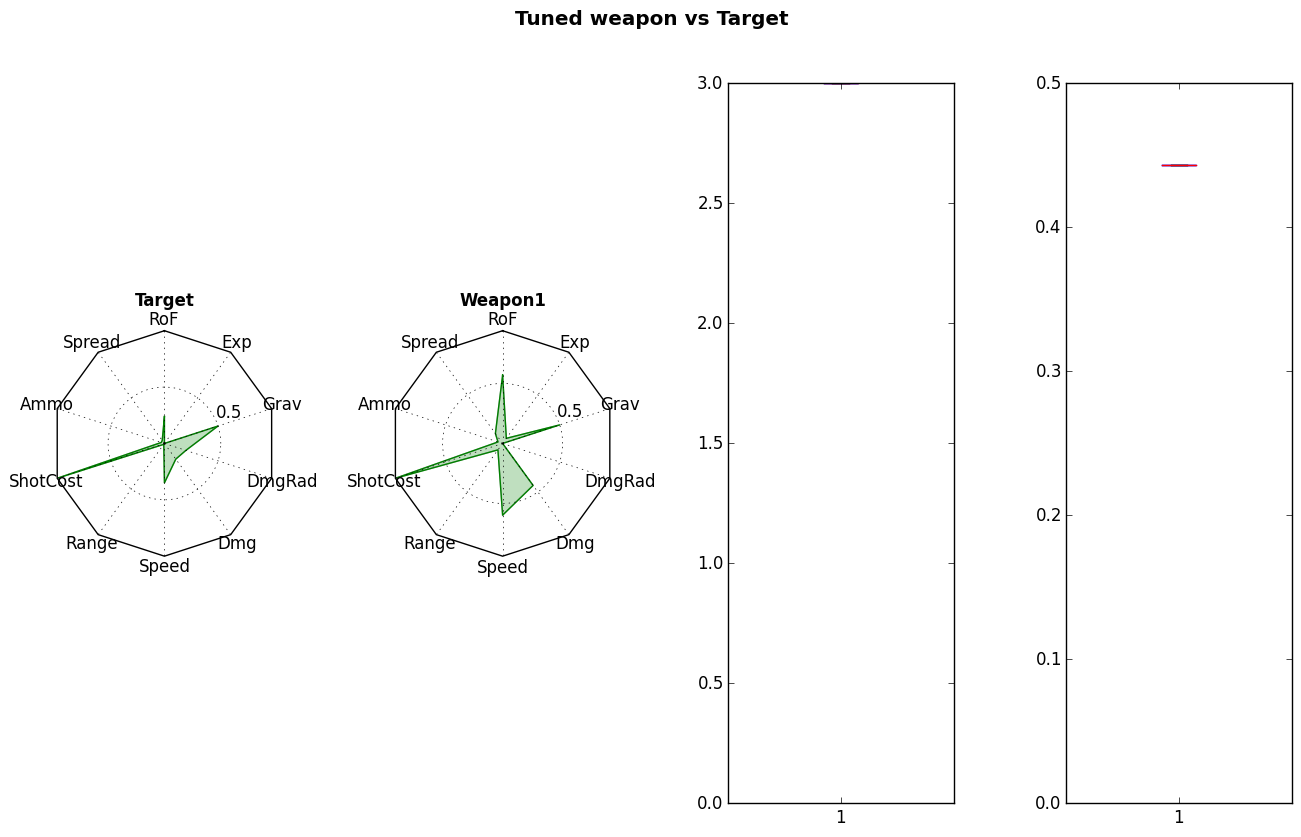 Tuned weapon vs Target
Target
RoF
Exp
Grav
DmgRad
Dmg
Speed
Range
ShotCost
Ammo
Spread
0.5
Weapon1
RoF
Exp
Grav
DmgRad
Dmg
Speed
Range
ShotCost
Ammo
Spread
0.5
3.0
2.5
2.0
1.5
1.0
0.5
0.0
1
0.5
0.4
0.3
0.2
0.1
0.0
1